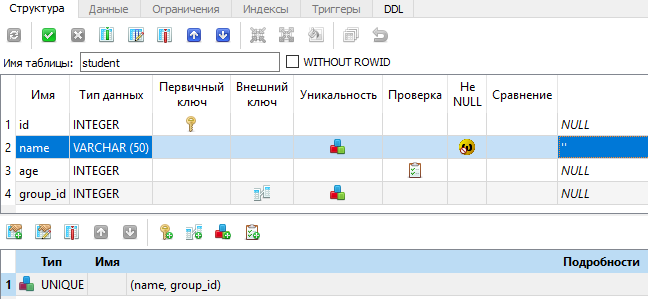 Структура Данные Ограничения Индексы Триггеры DDL
Имя таблицы: student WITHOUT ROWID
Имя Тип данных Первичный ключ Внешний ключ Уникальность Проверка Не NULL Сравнение
1 id INTEGER NULL
2 name VARCHAR (50) ''
3 age INTEGER NULL
4 group_id INTEGER NULL
Тип Имя Подробности
1 UNIQUE (name, group_id)